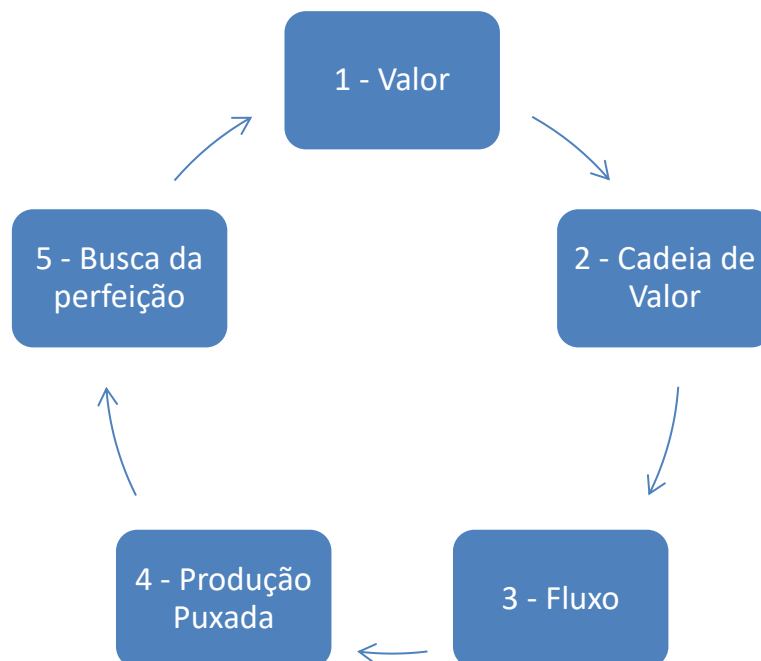 1 - Valor
2 - Cadeia de
Valor
3 - Fluxo
4 - Produção
Puxada
5 - Busca da
perfeição